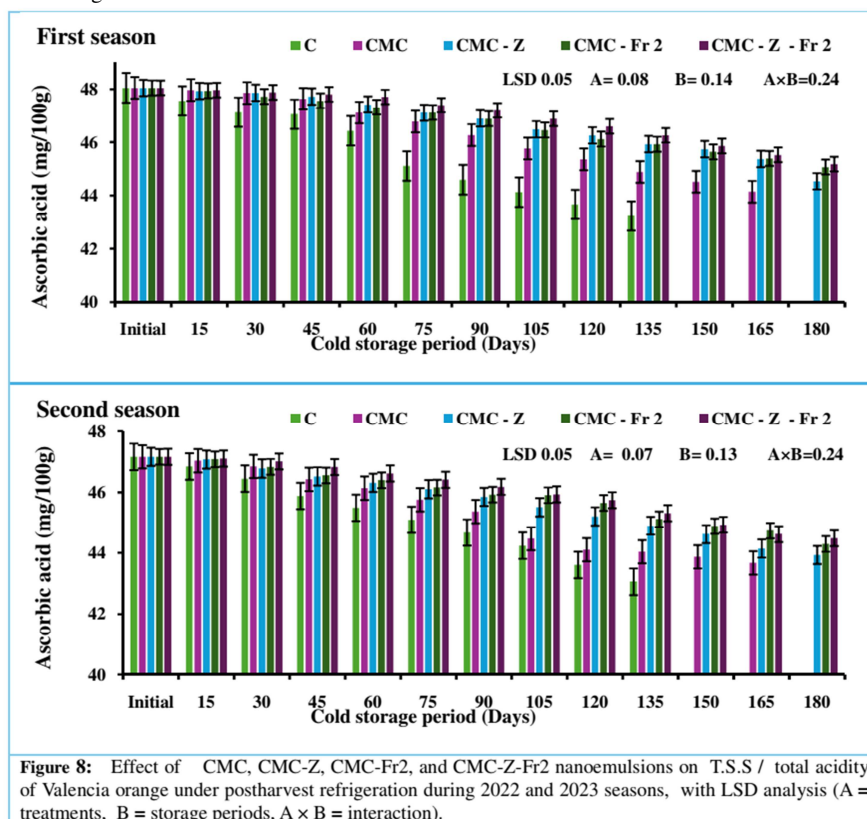 First season
C CMC CMC - Z CMC - Fr 2 CMC - Z - Fr 2
LSD 0.05 A= 0.08 B= 0.14 A×B=0.24
Ascorbic acid (mg/100g)
48
46
44
42
40
Initial 15 30 45 60 75 90 105 120 135 150 165 180
Cold storage period (Days)
Second season
C CMC CMC - Z CMC - Fr 2 CMC - Z - Fr 2
LSD 0.05 A= 0.07 B= 0.13 A×B=0.24
Ascorbic acid (mg/100g)
48
46
44
42
40
Initial 15 30 45 60 75 90 105 120 135 150 165 180
Cold storage period (Days)
Figure 8: Effect of CMC, CMC-Z, CMC-Fr2, and CMC-Z-Fr2 nanoemulsions on T.S.S / total acidity
of Valencia orange under postharvest refrigeration during 2022 and 2023 seasons, with LSD analysis (A =
treatments, B = storage periods, A × B = interaction).